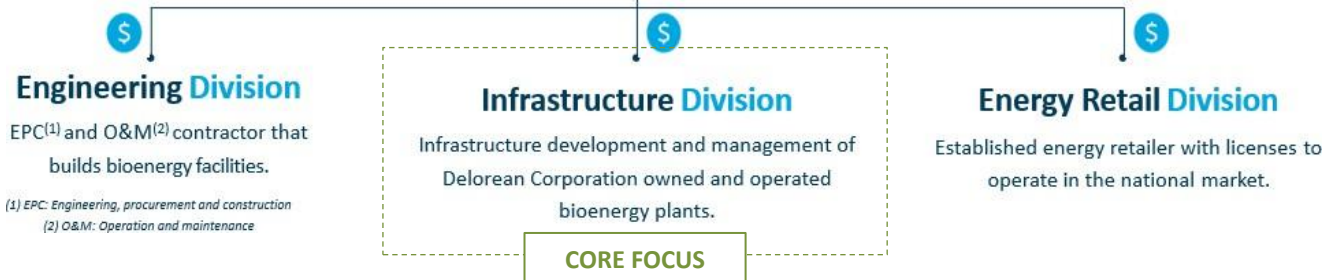 $
Engineering Division
EPC(1) and O&M(2) contractor that
builds bioenergy facilities.
(1) EPC: Engineering, procurement and construction
(2) O&M: Operation and maintenance
$
Infrastructure Division
Infrastructure development and management of
Delorean Corporation owned and operated
bioenergy plants.
CORE FOCUS
$
Energy Retail Division
Established energy retailer with licenses to
operate in the national market.